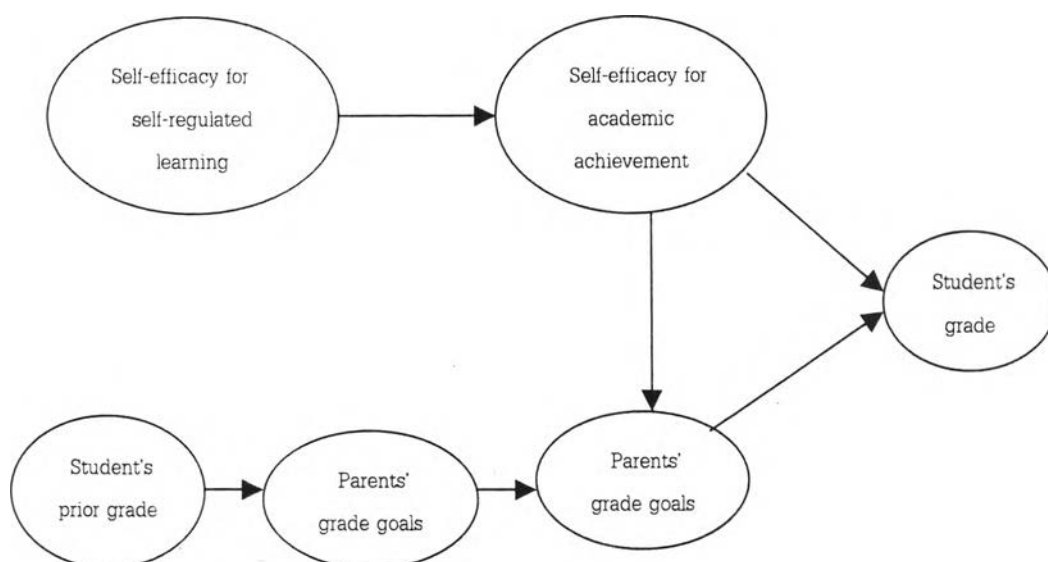 Self-efficacy for
self-regulated
learning
Self-efficacy for
academic
achievement
Student's
grade
Student's
prior grade
Parents'
grade goals
Parents'
grade goals